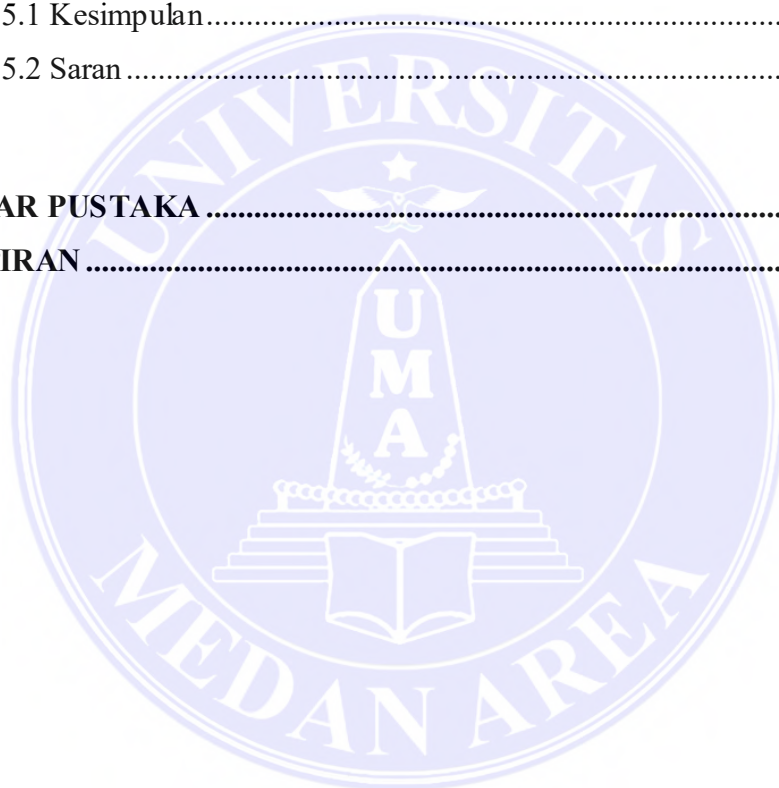 5.1 Kesimpulan.....................................................................................
5.2 Saran................................................................................................
AR PUSTAKA......................................................................................
IRAN.......................................................................................................
UNIVERSITAS
U
M
A
MEDAN AREA